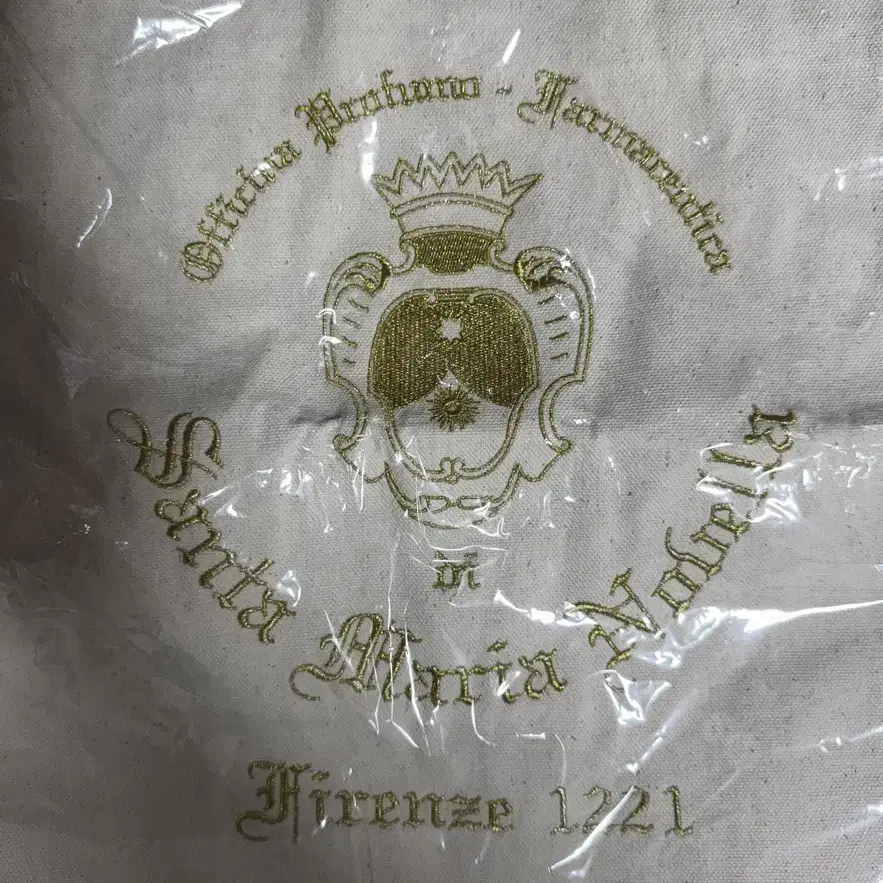 Officina Profumo - Farmaceutica
di
Santa Maria Novella
Firenze 1221